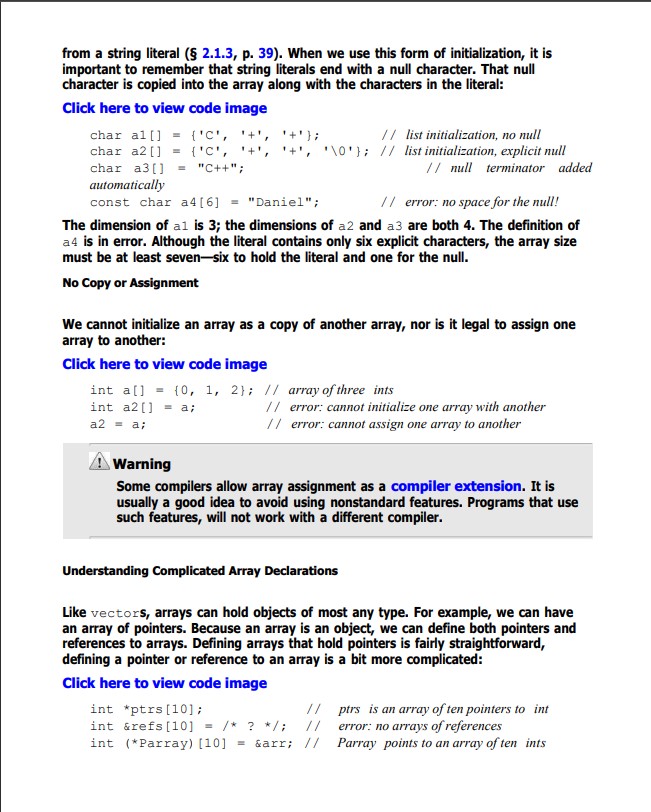 from a string literal (§ 2.1.3, p. 39). When we use this form of initialization, it is
important to remember that string literals end with a null character. That null
character is copied into the array along with the characters in the literal:
Click here to view code image
char a1[] = {'C', '+', '+'}; // list initialization, no null
char a2[] = {'C', '+', '+', '\0'}; // list initialization, explicit null
char a3[] = "C++"; // null terminator added
automatically
const char a4[6] = "Daniel"; // error: no space for the null!
The dimension of a1 is 3; the dimensions of a2 and a3 are both 4. The definition of
a4 is in error. Although the literal contains only six explicit characters, the array size
must be at least seven—six to hold the literal and one for the null.
No Copy or Assignment
We cannot initialize an array as a copy of another array, nor is it legal to assign one
array to another:
Click here to view code image
int a[] = {0, 1, 2}; // array of three ints
int a2[] = a; // error: cannot initialize one array with another
a2 = a; // error: cannot assign one array to another
Warning
Some compilers allow array assignment as a compiler extension. It is
usually a good idea to avoid using nonstandard features. Programs that use
such features, will not work with a different compiler.
Understanding Complicated Array Declarations
Like vectors, arrays can hold objects of most any type. For example, we can have
an array of pointers. Because an array is an object, we can define both pointers and
references to arrays. Defining arrays that hold pointers is fairly straightforward,
defining a pointer or reference to an array is a bit more complicated:
Click here to view code image
int *ptrs[10]; // ptrs is an array of ten pointers to int
int &refs[10] = /* ? */; // error: no arrays of references
int (*Parray)[10] = &arr; // Parray points to an array of ten ints